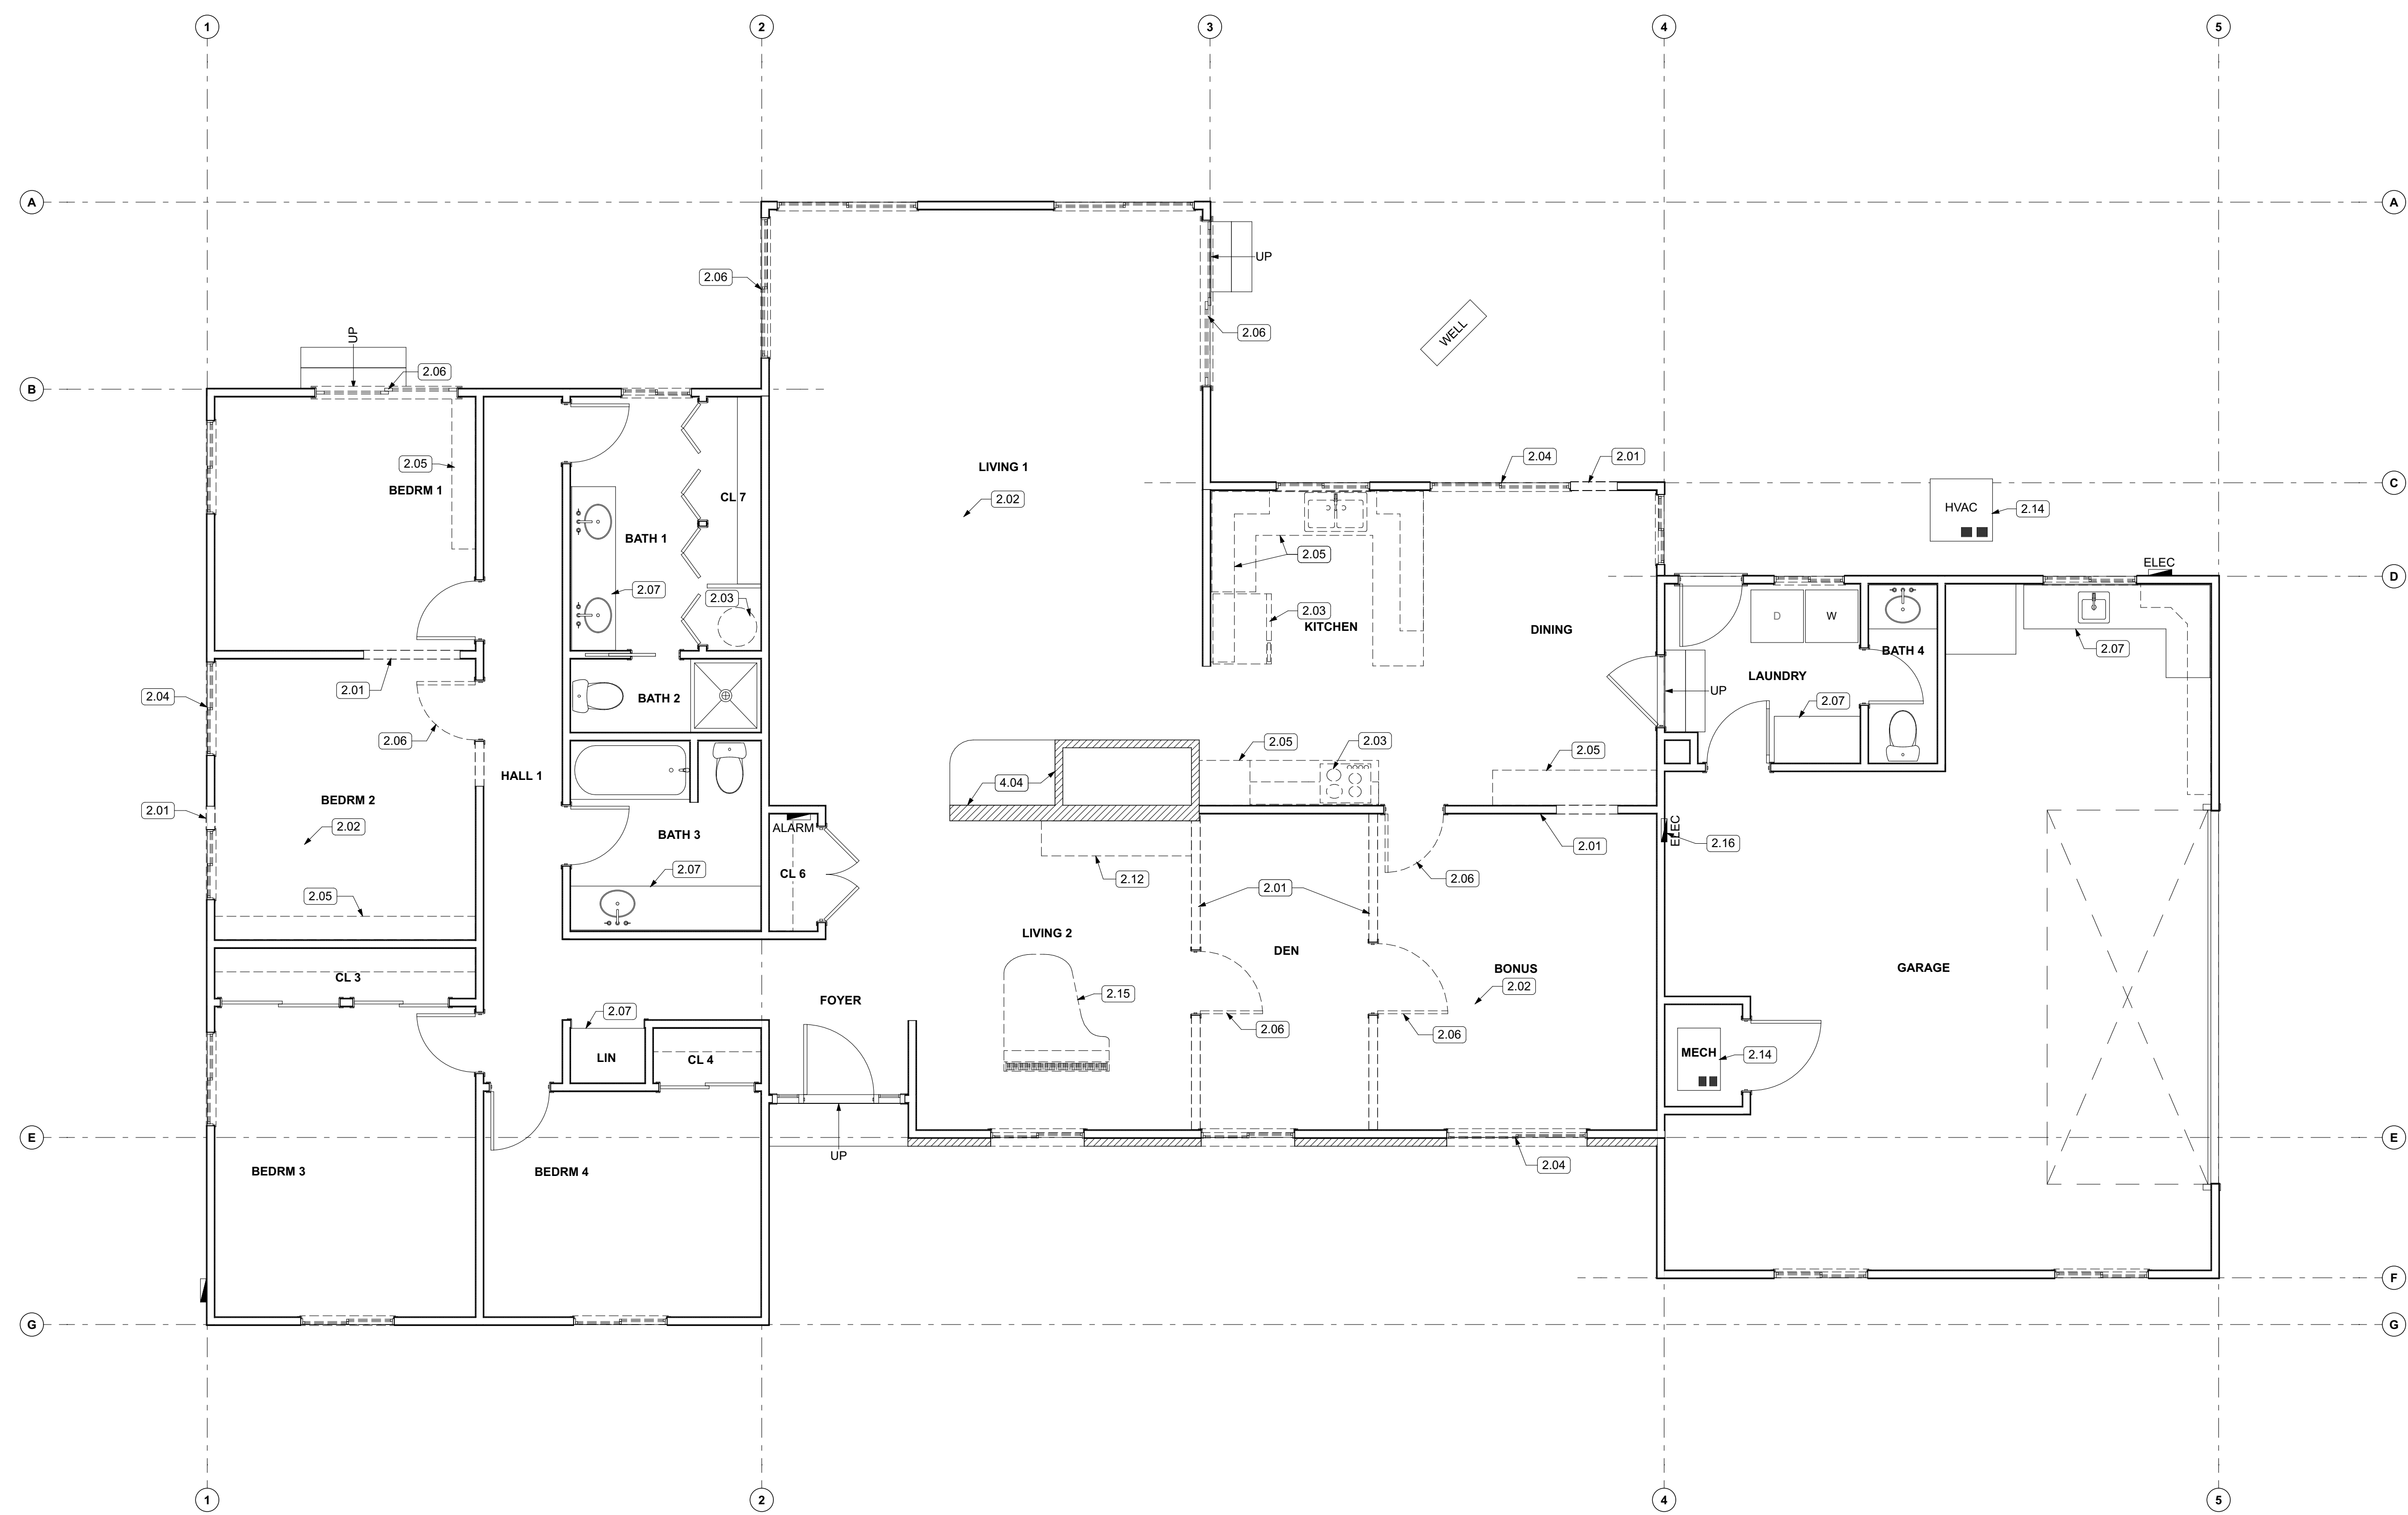 1
2
3
4
5
A
A
UP
2.06
WELL
2.06
UP
2.06
B
2.05
BEDRM 1
LIVING 1
2.02
CL 7
BATH 1
2.04
2.01
C
HVAC
2.14
ELEC
D
2.05
2.07
2.03
2.03
KITCHEN
DINING
D
W
BATH 4
2.07
2.01
2.04
BATH 2
LAUNDRY
UP
2.07
2.06
HALL 1
4.04
2.05
2.03
2.05
BEDRM 2
2.01
2.02
ALARM
BATH 3
2.07
CL 6
2.12
2.01
2.06
2.01
ELEC
2.16
2.05
LIVING 2
DEN
BONUS
2.02
GARAGE
CL 3
FOYER
2.15
2.07
2.06
2.06
LIN
CL 4
MECH
2.14
E
E
UP
2.04
BEDRM 3
BEDRM 4
F
G
G
1
2
4
5